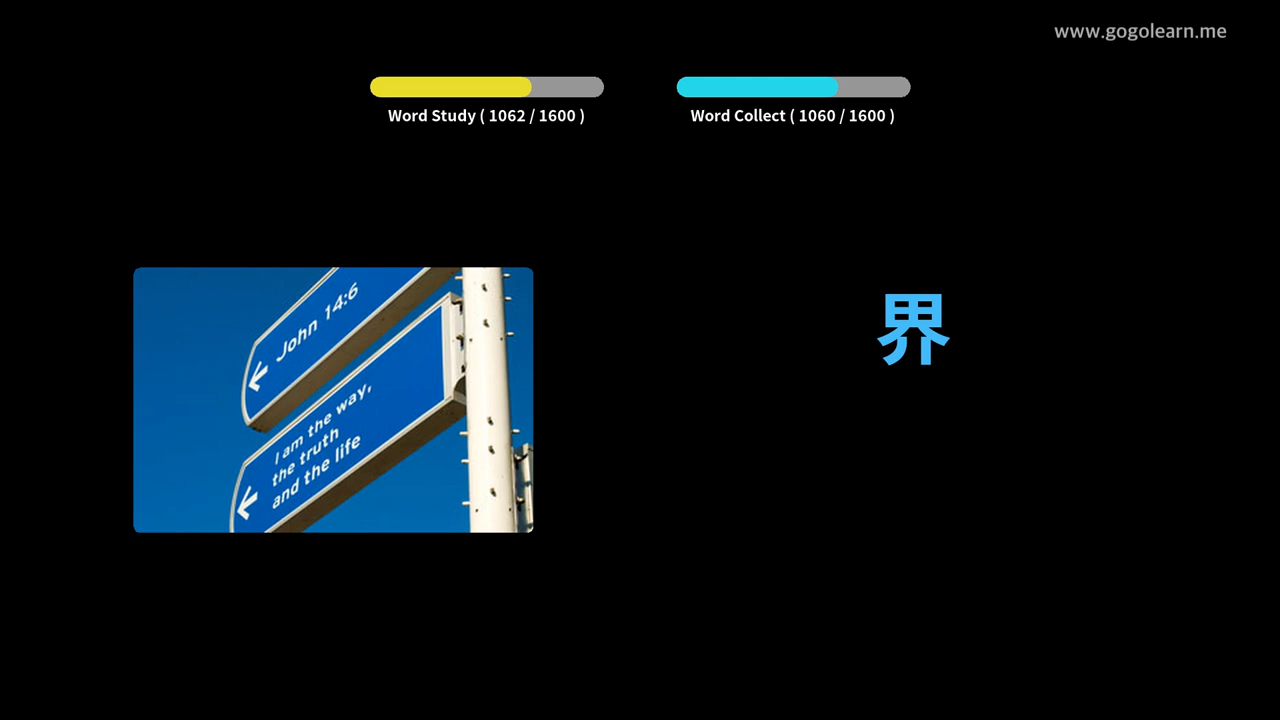 www.gogolearn.me
Word Study ( 1062 / 1600 )
Word Collect ( 1060 / 1600 )
John 14:6
I am the way,
the truth
and the life
界